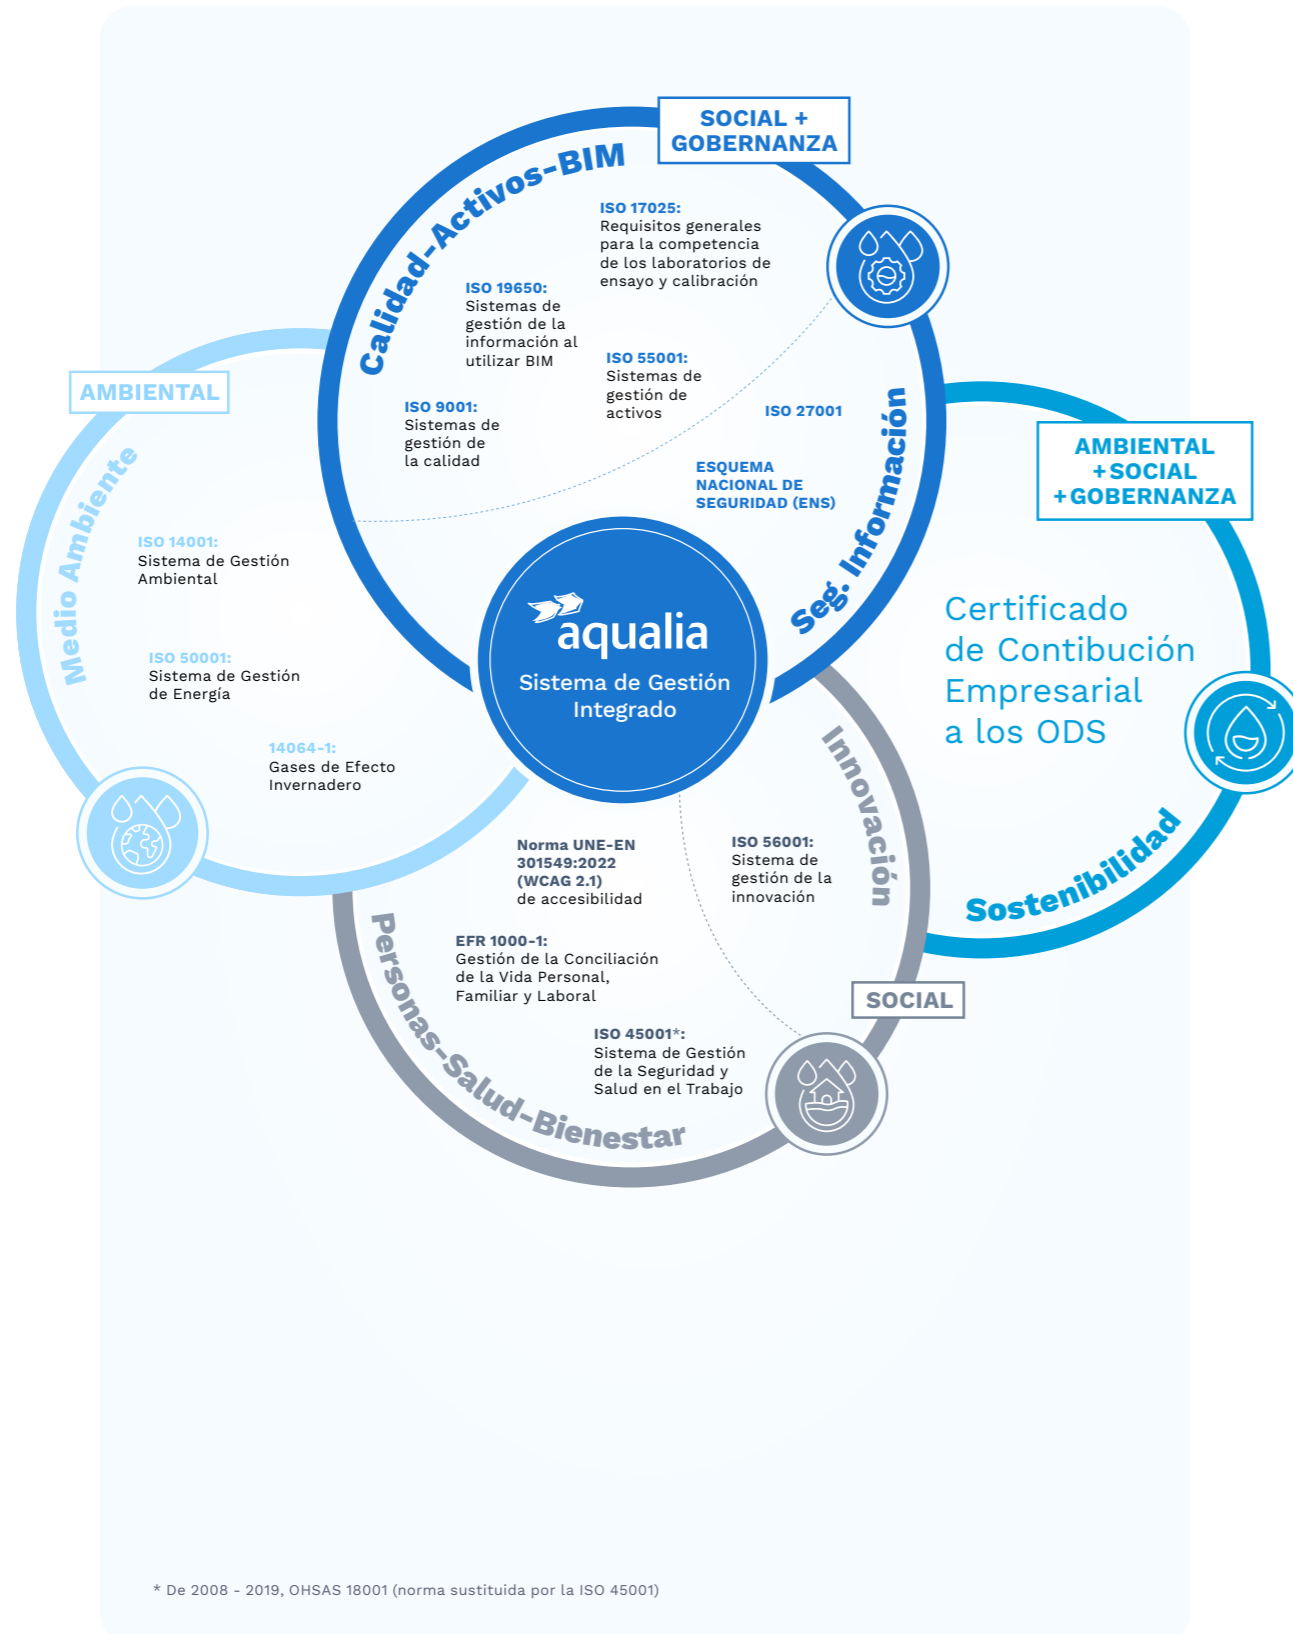 SOCIAL +
GOBERNANZA
Calidad-Activos-BIM
ISO 17025:
Requisitos generales
para la competencia
de los laboratorios de
ensayo y calibración
ISO 19650:
Sistemas de
gestión de la
información al
utilizar BIM
ISO 55001:
Sistemas de
gestión de
activos
ISO 9001:
Sistemas de
gestión de
la calidad
ISO 27001
ESQUEMA
NACIONAL DE
SEGURIDAD (ENS)
Seg. Información
AMBIENTAL
Medio Ambiente
ISO 14001:
Sistema de Gestión
Ambiental
ISO 50001:
Sistema de Gestión
de Energía
14064-1:
Gases de Efecto
Invernadero
aqualia
Sistema de Gestión
Integrado
AMBIENTAL
+SOCIAL
+GOBERNANZA
Certificado
de Contibución
Empresarial
a los ODS
Sostenibilidad
Innovación
ISO 56001:
Sistema de
gestión de la
innovación
Norma UNE-EN
301549:2022
(WCAG 2.1)
de accesibilidad
EFR 1000-1:
Gestión de la Conciliación
de la Vida Personal,
Familiar y Laboral
ISO 45001*:
Sistema de Gestión
de la Seguridad y
Salud en el Trabajo
Personas-Salud-Bienestar
SOCIAL
* De 2008 - 2019, OHSAS 18001 (norma sustituida por la ISO 45001)